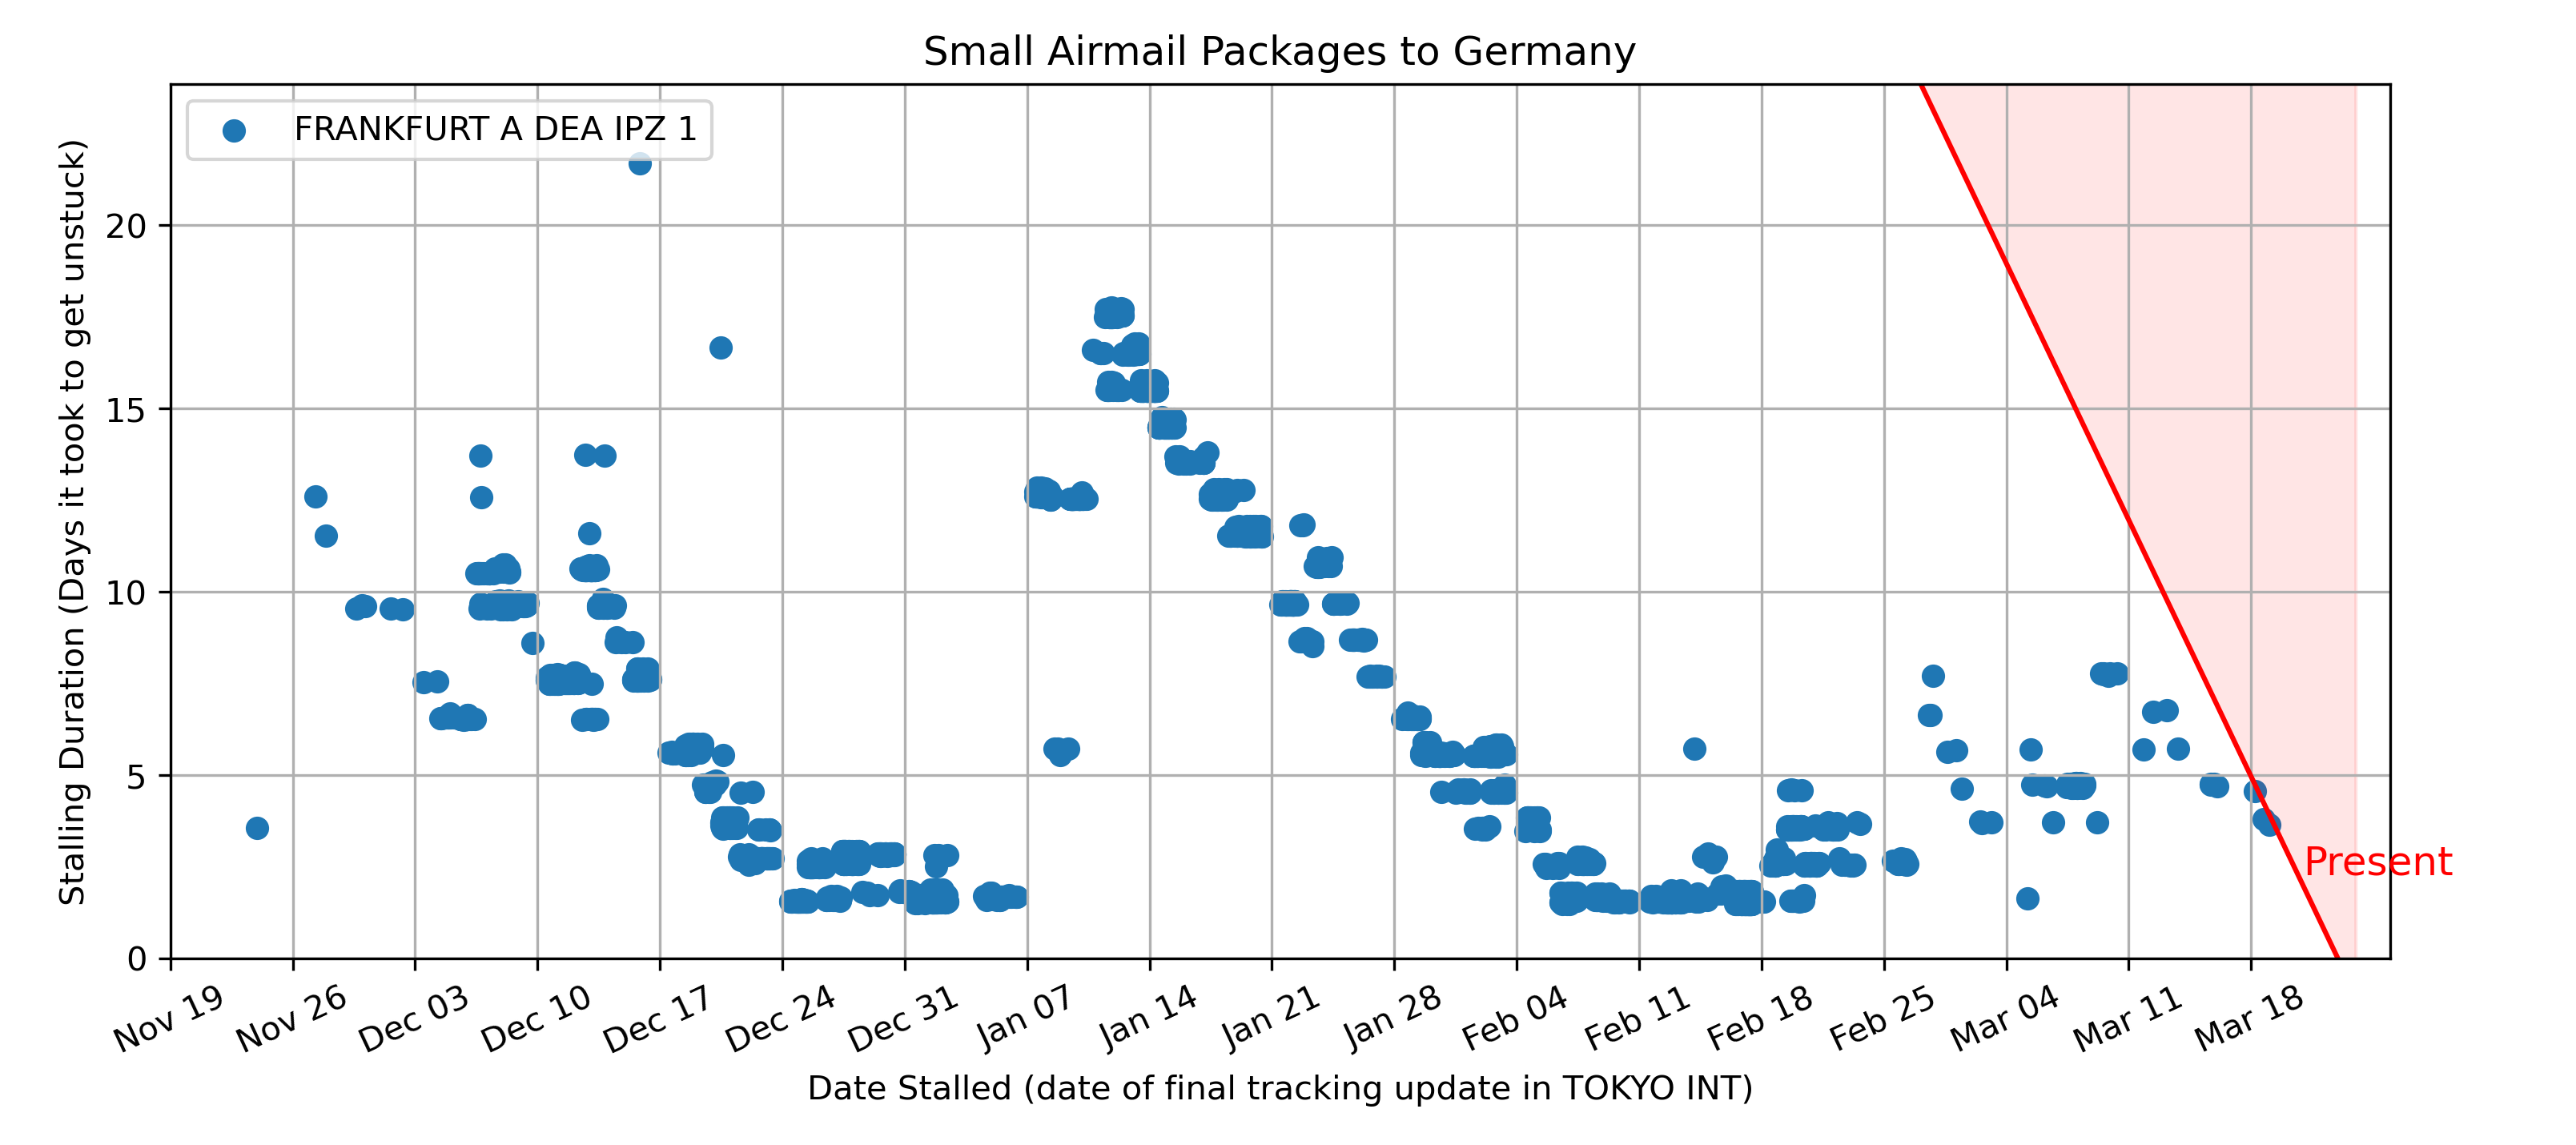 Small Airmail Packages to Germany
FRANKFURT A DEA IPZ 1
Stalling Duration (Days it took to get unstuck)
20
15
10
5
0
Present
Nov 19
Nov 26
Dec 03
Dec 10
Dec 17
Dec 24
Dec 31
Jan 07
Jan 14
Jan 21
Jan 28
Feb 04
Feb 11
Feb 18
Feb 25
Mar 04
Mar 11
Mar 18
Date Stalled (date of final tracking update in TOKYO INT)